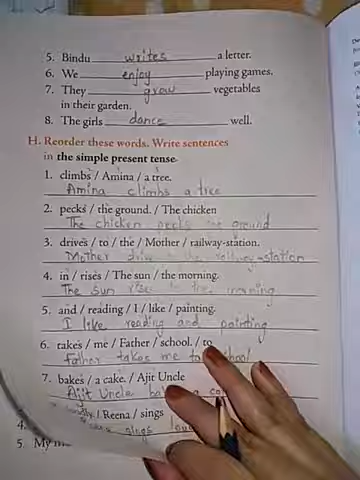 5. Bindu writes a letter.
6. We enjoy playing games.
7. They grow vegetables
in their garden.
8. The girls dance well.
H. Reorder these words. Write sentences
in the simple present tense.
1. climbs / Amina / a tree.
Amina climbs a tree
2. pecks / the ground. / The chicken
The chicken pecks the ground
3. drives / to / the / Mother / railway-station.
Mother drive to the railway-station
4. in / rises / The sun / the morning.
The sun rises morning
5. and / reading / I / like / painting.
I like reading and painting
6. takes / me / Father / school. / to
father takes me to school
7. bakes / a cake. / Ajit Uncle
Ajit Uncle a
/ Reena / sings
sings
4.
5. My